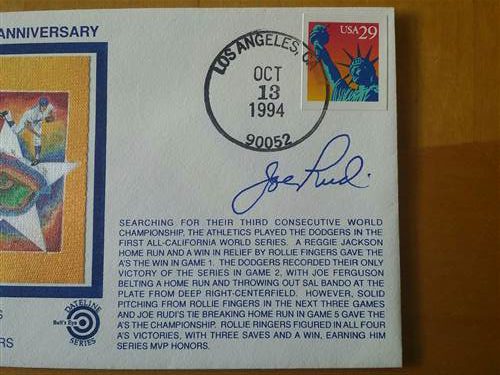 ANNIVERSARY
LOS ANGELES, CA
OCT
13
1994
90052
USA 29
Joe Rudi
SEARCHING FOR THEIR THIRD CONSECUTIVE WORLD
CHAMPIONSHIP, THE ATHLETICS PLAYED THE DODGERS IN
THE FIRST ALL-CALIFORNIA WORLD SERIES. A REGGIE JACKSON
HOME RUN AND A WIN IN RELIEF BY ROLLIE FINGERS GAVE
THE A'S THE WIN IN GAME 1. THE DODGERS RECORDED THEIR ONLY
VICTORY OF THE SERIES IN GAME 2, WITH JOE FERGUSON
BELTING A HOME RUN AND THROWING OUT SAL BANDO AT THE
PLATE FROM DEEP RIGHT-CENTERFIELD. HOWEVER, SOLID
PITCHING FROM ROLLIE FINGERS IN THE NEXT THREE GAMES
AND JOE RUDI'S TIE BREAKING HOME RUN IN GAME 5 GAVE THE
A'S THE CHAMPIONSHIP. ROLLIE RINGERS FIGURED IN ALL FOUR
A'S VICTORIES, WITH THREE SAVES AND A WIN, EARNING HIM
SERIES MVP HONORS.
DATELINE
Bull's Eye
SERIES